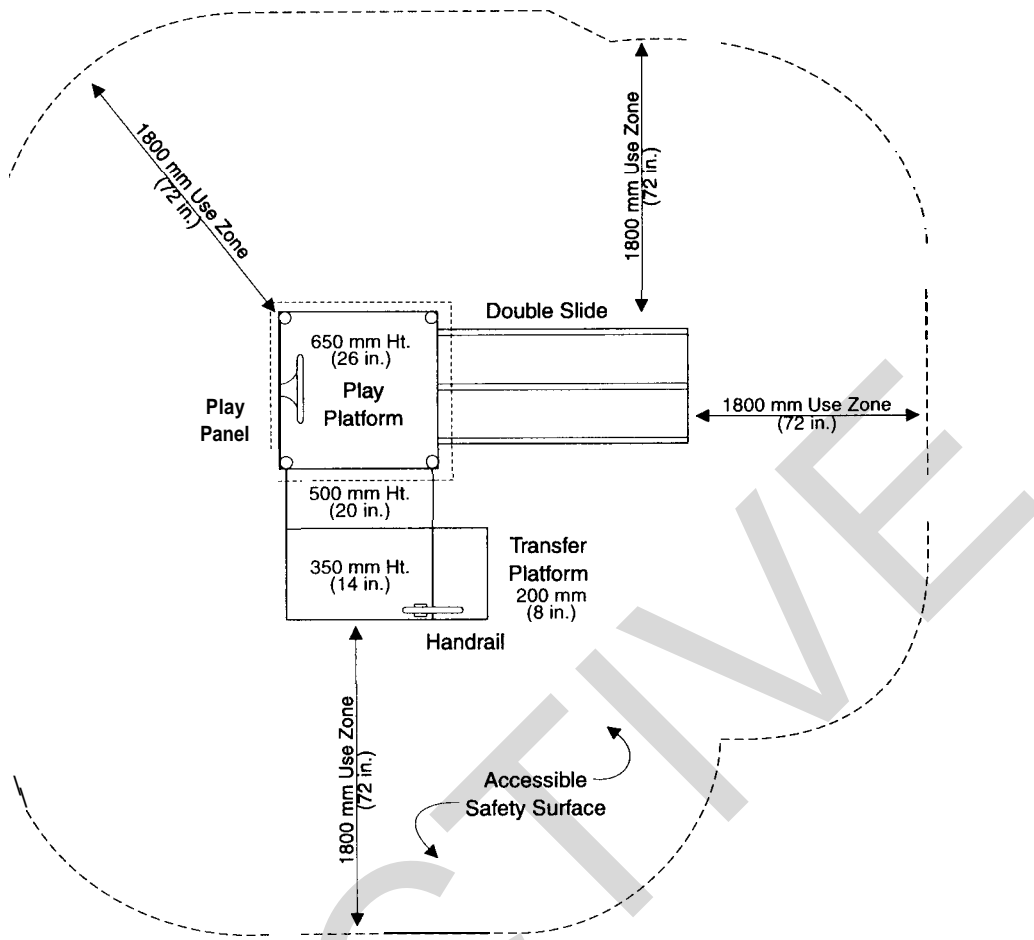 1800 mm Use Zone
(72 in.)
1800 mm Use Zone
(72 in.)
Double Slide
650 mm Ht.
(26 in.)
Play
Platform
Play
Panel
1800 mm Use Zone
(72 in.)
500 mm Ht.
(20 in.)
350 mm Ht.
(14 in.)
Transfer
Platform
200 mm
(8 in.)
Handrail
1800 mm Use Zone
(72 in.)
Accessible
Safety Surface
CTIVE